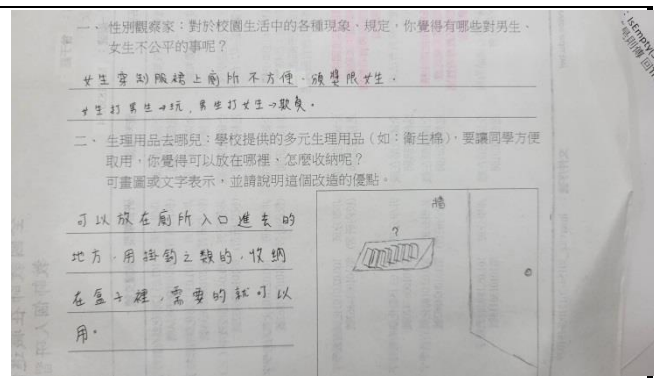 一、性別觀察家：對於校園生活中的各種現象、規定，你覺得有哪些對男生、
女生不公平的事呢？
女生穿制服裙上廁所不方便。頒獎限女生。
女生打男生→玩，男生打女生→欺負。
二、生理用品去哪兒：學校提供的多元生理用品（如：衛生棉），要讓同學方便
取用，你覺得可以放在哪裡、怎麼收納呢？
可畫圖或文字表示，並請說明這個改造的優點。
可以放在廁所入口進去的
地方，用掛鈎之類的，收納
在盒子裡，需要的就可以
用。
牆
?
isEmpty